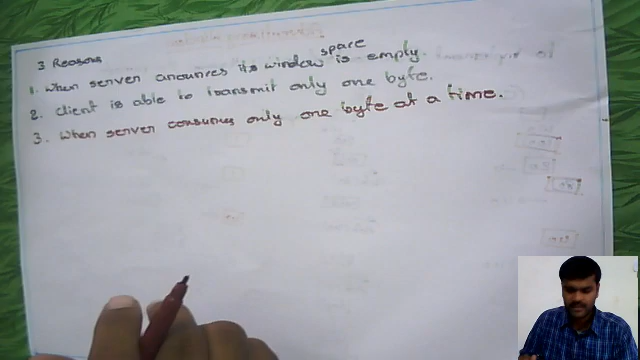 3 Reasons
1. When server anounces its window space is empty.
2. client is able to transmit only one byte.
3. When server consumes only one byte at a time.